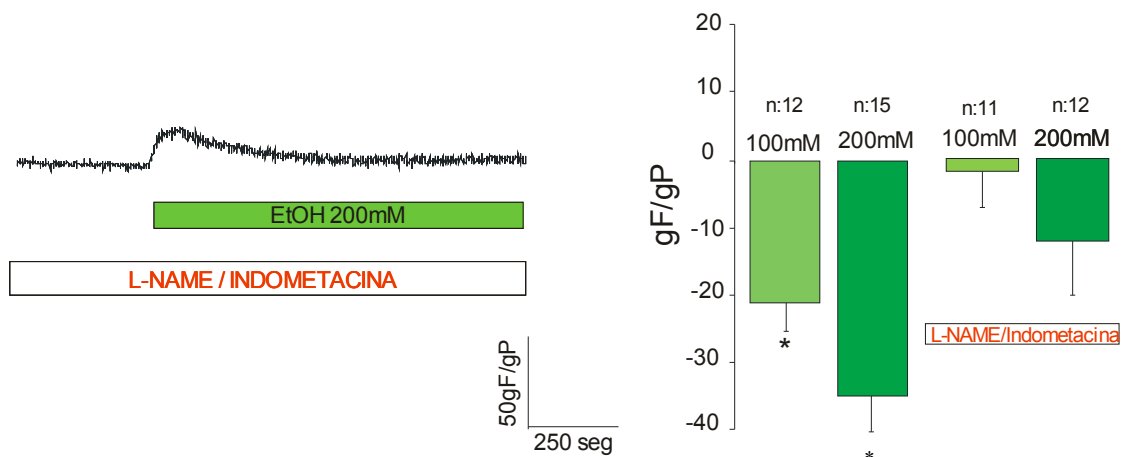 EtOH 200mM
L-NAME / INDOMETACINA
50gF/gP
250 seg
gF/gP
20
10
0
-10
-20
-30
-40
n:12
100mM
n:15
200mM
n:11
100mM
n:12
200mM
*
*
L-NAME/Indometacina